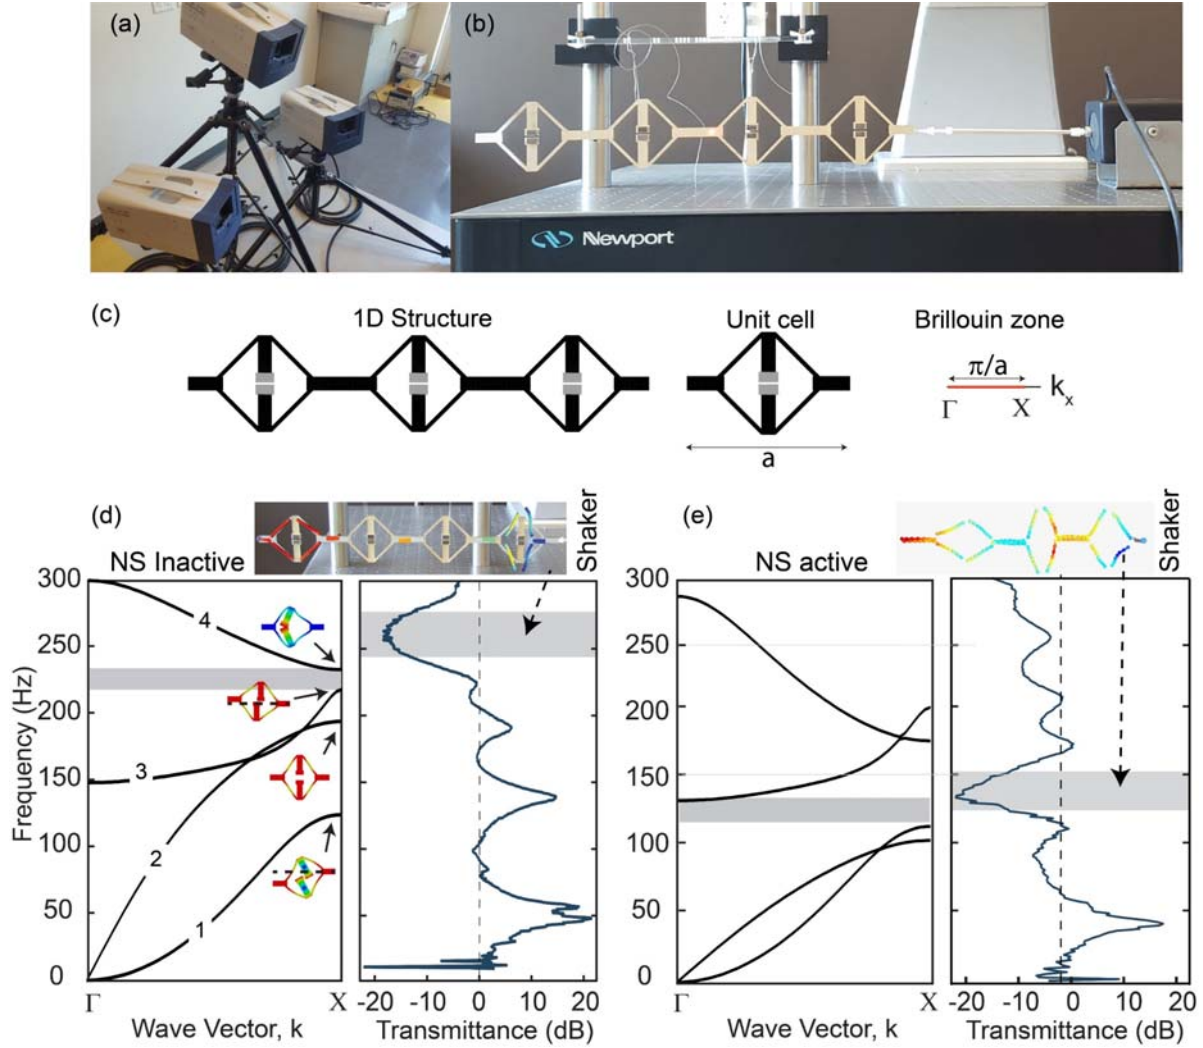 (a)
(b)
Newport
(c)
1D Structure
Unit cell
Brillouin zone
π/a
k_x
Γ
X
a
(d)
NS Inactive
Shaker
(e)
NS active
Shaker
Frequency (Hz)
300
250
200
150
100
50
0
4
3
2
1
Γ
X
Wave Vector, k
-20
-10
0
10
20
Transmittance (dB)
300
250
200
150
100
50
0
Γ
X
Wave Vector, k
-20
-10
0
10
20
Transmittance (dB)